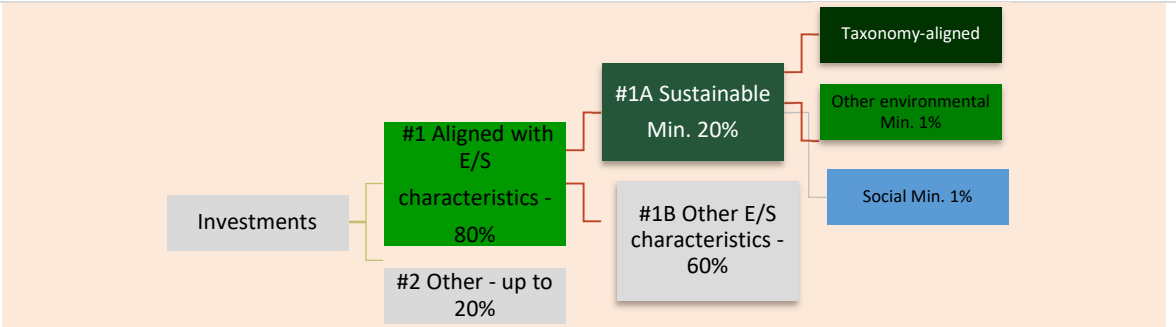 Investments
#1 Aligned with
E/S
characteristics -
80%
#2 Other - up to
20%
#1A Sustainable
Min. 20%
#1B Other E/S
characteristics -
60%
Taxonomy-aligned
Other environmental
Min. 1%
Social Min. 1%